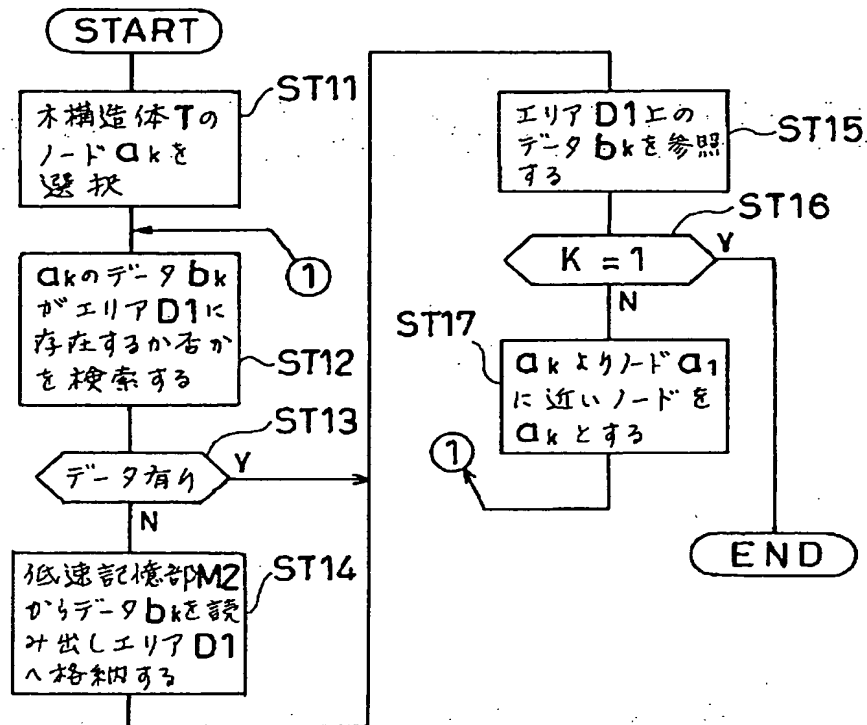 START
ST11
木構造体Tの
ノードakを
選択
①
akのデータbk
がエリアD1に
存在するか否か
を検索する
ST12
ST13
データ有り
Y
N
ST14
低速記憶部M2
からデータbkを読
み出しエリアD1
へ格納する
エリアD1上の
データbkを参照
する
ST15
ST16
K=1
Y
N
ST17
akよりノードa1
に近いノードを
akとする
①
END